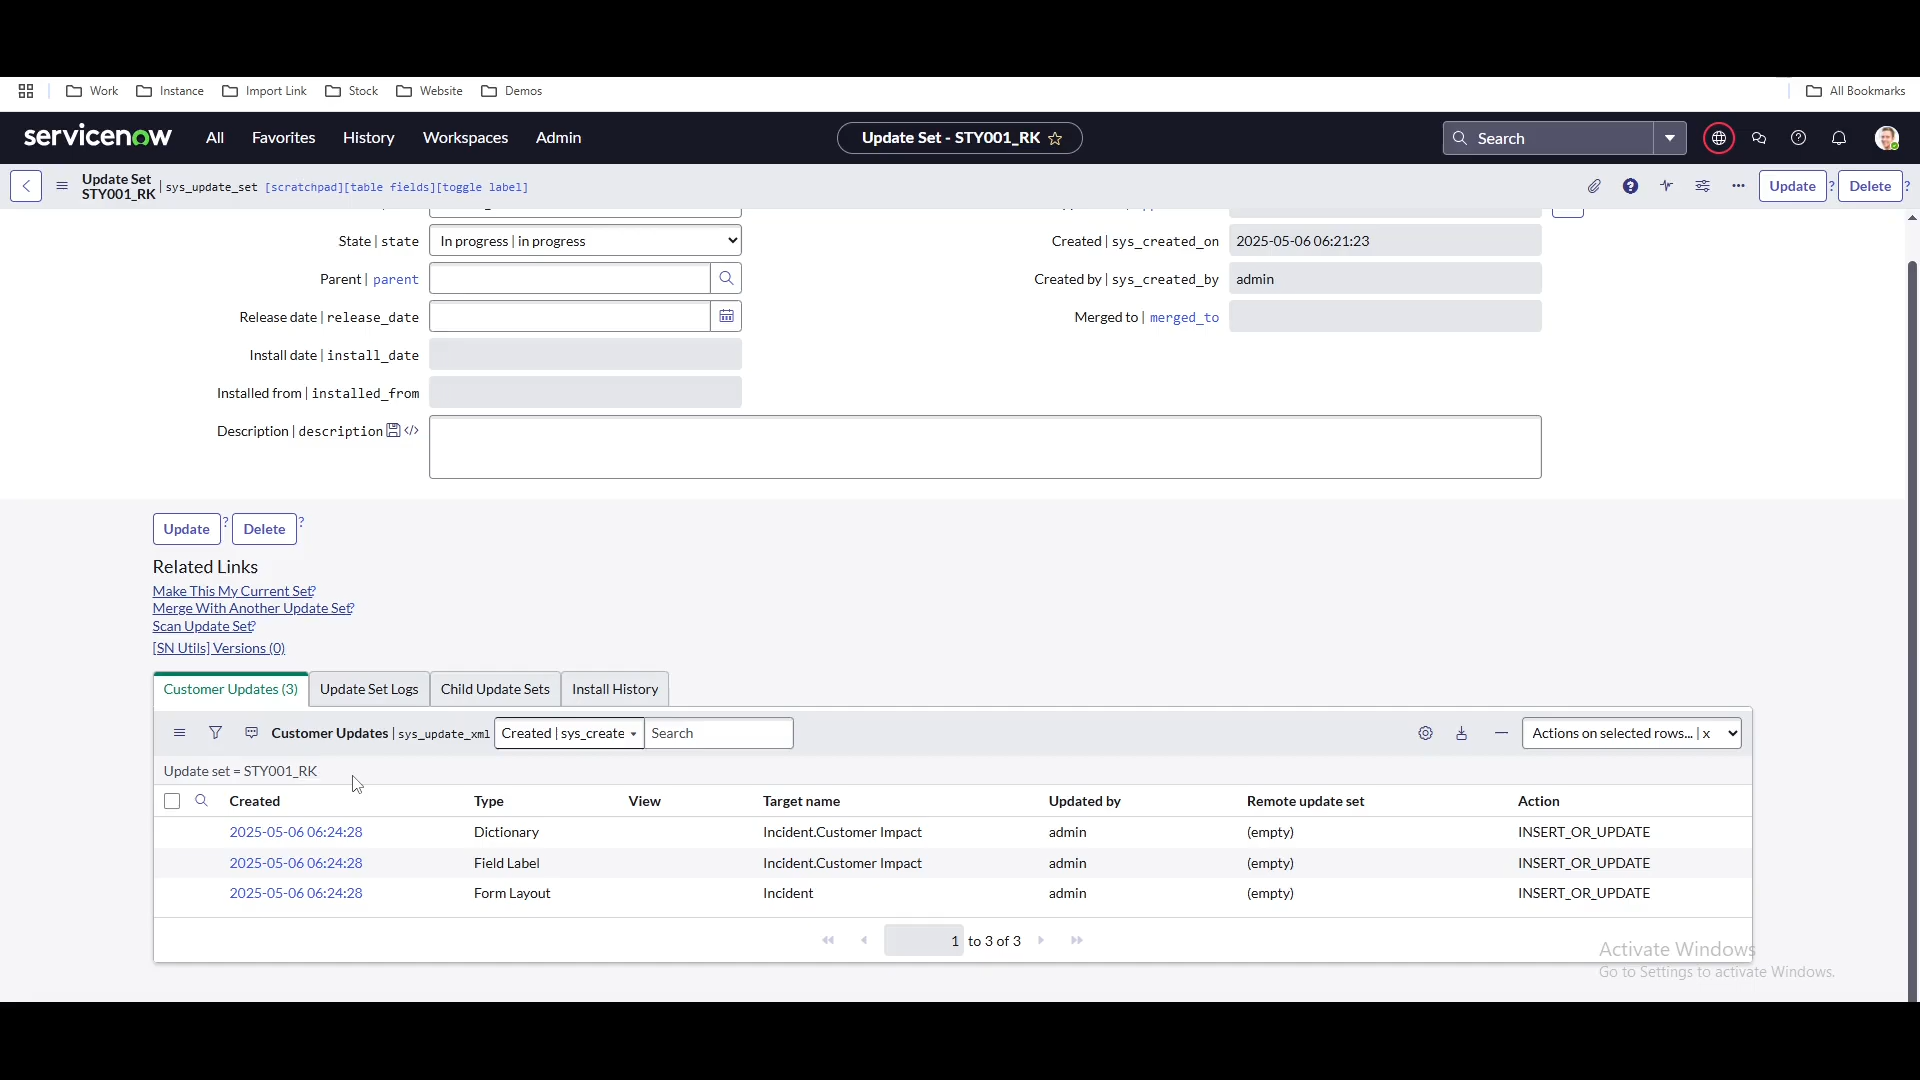 Work Instance Import Link Stock Website Demos All Bookmarks
servicenow All Favorites History Workspaces Admin Update Set - STY001_RK Search
Update Set
STY001_RK | sys_update_set [scratchpad][table fields][toggle label] Update ? Delete ?
State | state In progress | in progress Created | sys_created_on 2025-05-06 06:21:23
Parent | parent Created by | sys_created_by admin
Release date | release_date Merged to | merged_to
Install date | install_date
Installed from | installed_from
Description | description </>
Update ? Delete ?
Related Links
Make This My Current Set?
Merge With Another Update Set?
Scan Update Set?
[SN Utils] Versions (0)
Customer Updates (3) Update Set Logs Child Update Sets Install History
Customer Updates | sys_update_xml Created | sys_create Search Actions on selected rows... | x
Update set = STY001_RK
Created Type View Target name Updated by Remote update set Action
2025-05-06 06:24:28 Dictionary Incident.Customer Impact admin (empty) INSERT_OR_UPDATE
2025-05-06 06:24:28 Field Label Incident.Customer Impact admin (empty) INSERT_OR_UPDATE
2025-05-06 06:24:28 Form Layout Incident admin (empty) INSERT_OR_UPDATE
1 to 3 of 3
Activate Windows
Go to Settings to activate Windows.